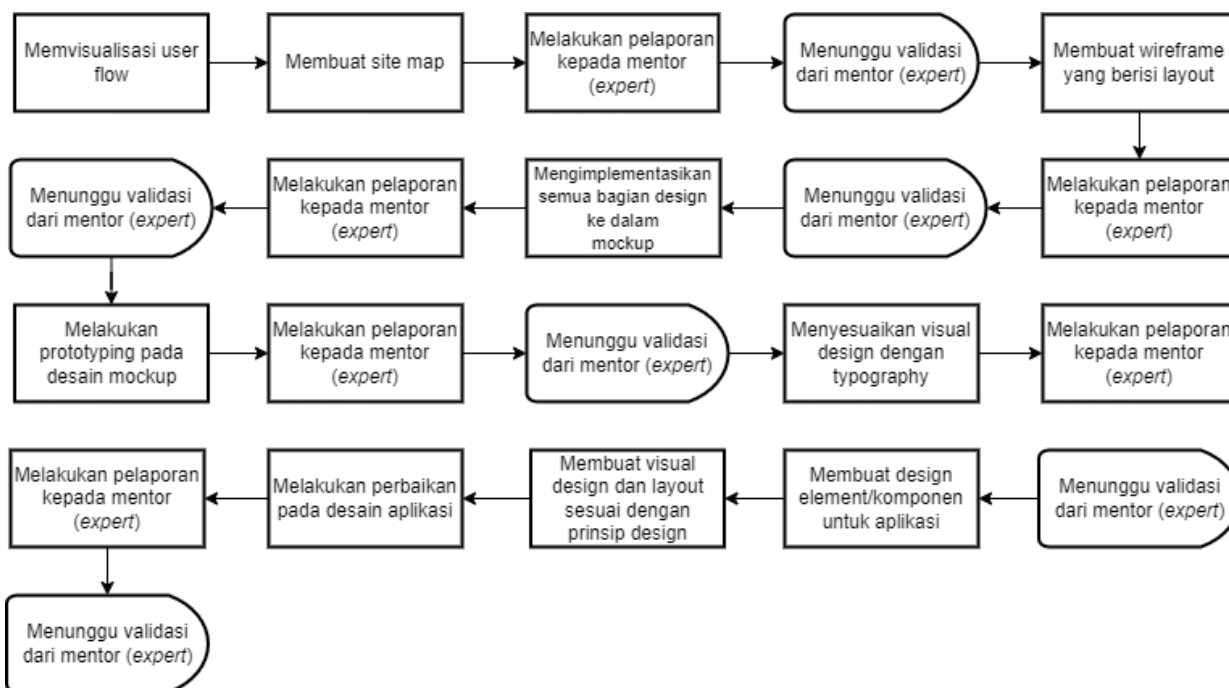 Memvisualisasi user
flow
Membuat site map
Melakukan pelaporan
kepada mentor
(expert)
Menunggu validasi
dari mentor (expert)
Membuat wireframe
yang berisi layout
Melakukan pelaporan
kepada mentor
(expert)
Menunggu validasi
dari mentor (expert)
Mengimplementasikan
semua bagian design
ke dalam
mockup
Melakukan pelaporan
kepada mentor
(expert)
Menunggu validasi
dari mentor (expert)
Melakukan
prototyping pada
desain mockup
Melakukan pelaporan
kepada mentor
(expert)
Menunggu validasi
dari mentor (expert)
Menyesuaikan visual
design dengan
typography
Melakukan pelaporan
kepada mentor
(expert)
Menunggu validasi
dari mentor (expert)
Membuat design
element/komponen
untuk aplikasi
Membuat visual
design dan layout
sesuai dengan
prinsip design
Melakukan perbaikan
pada desain aplikasi
Melakukan pelaporan
kepada mentor
(expert)
Menunggu validasi
dari mentor (expert)